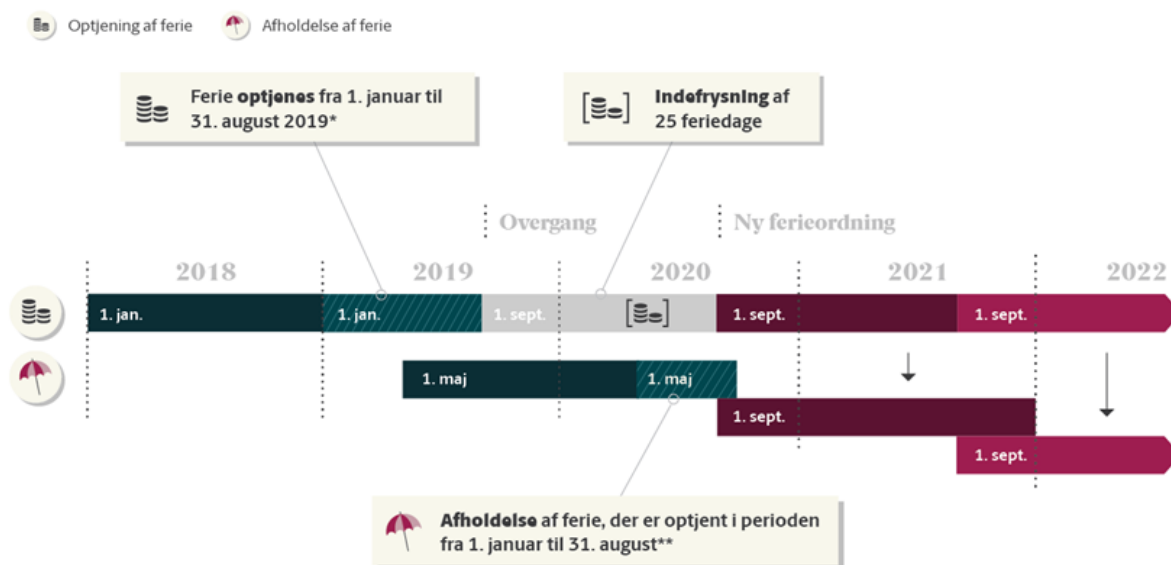 Optjening af ferie
Afholdelse af ferie
Ferie optjenes fra 1. januar til
31. august 2019*
Indefrysning af
25 feriedage
Overgang
Ny ferieordning
2018
2019
2020
2021
2022
1. jan.
1. jan.
1. sept.
1. sept.
1. sept.
1. maj
1. maj
1. sept.
1. sept.
Afholdelse af ferie, der er optjent i perioden
fra 1. januar til 31. august**